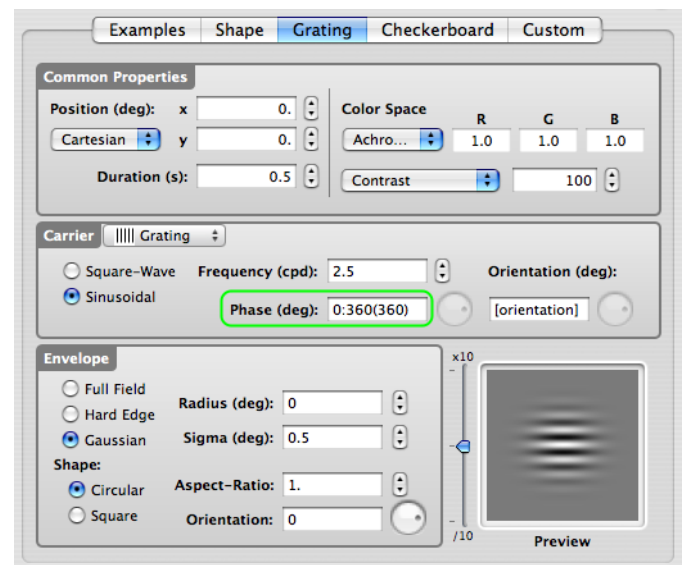 Examples Shape Grating Checkerboard Custom
Common Properties
Position (deg): x 0. Color Space R G B
Cartesian y 0. Achro... 1.0 1.0 1.0
Duration (s): 0.5 Contrast 100
Carrier Grating
Square-Wave Frequency (cpd): 2.5 Orientation (deg):
Sinusoidal Phase (deg): 0:360(360) [orientation]
Envelope x10
Full Field
Radius (deg): 0
Hard Edge
Gaussian Sigma (deg): 0.5
Shape:
Circular Aspect-Ratio: 1.
Square Orientation: 0
/10 Preview